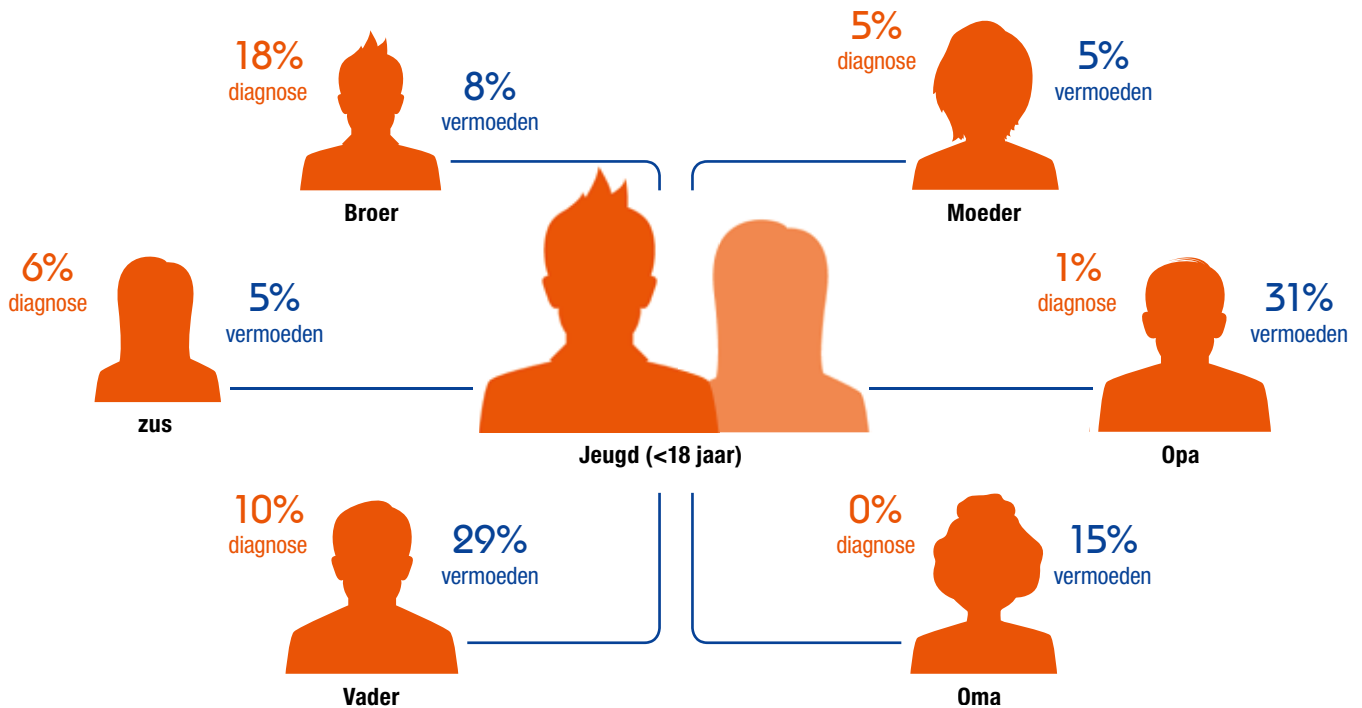 18%
diagnose
8%
vermoeden
Broer
5%
diagnose
5%
vermoeden
Moeder
6%
diagnose
5%
vermoeden
zus
1%
diagnose
31%
vermoeden
Opa
Jeugd (<18 jaar)
10%
diagnose
29%
vermoeden
Vader
0%
diagnose
15%
vermoeden
Oma